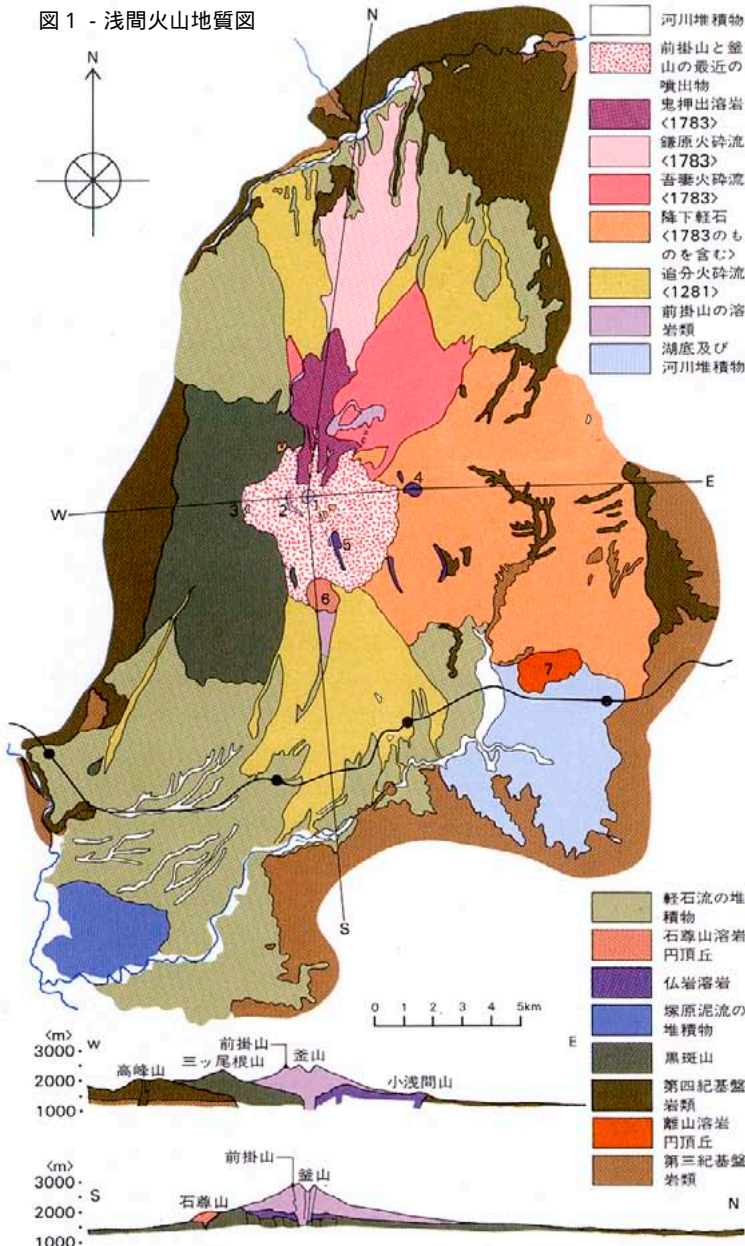 図1 - 浅間火山地質図
N
N
河川堆積物
前掛山と釜
山の最近の
噴出物
鬼押出溶岩
<1783>
鎌原火砕流
<1783>
吾妻火砕流
<1783>
降下軽石
<1783のも
のを含む>
追分火砕流
<1281>
前掛山の溶
岩類
湖底及び
河川堆積物
W
E
1
2
3
4
5
6
7
S
0 1 2 3 4 5km
軽石流の堆
積物
石尊山溶岩
円頂丘
仏岩溶岩
塚原泥流の
堆積物
黒斑山
第四紀基盤
岩類
離山溶岩
円頂丘
第三紀基盤
岩類
<m>
3000
2000
1000
W
E
高峰山
三ッ尾根山
前掛山
釜山
小浅間山
<m>
3000
2000
1000
S
N
石尊山
前掛山
釜山